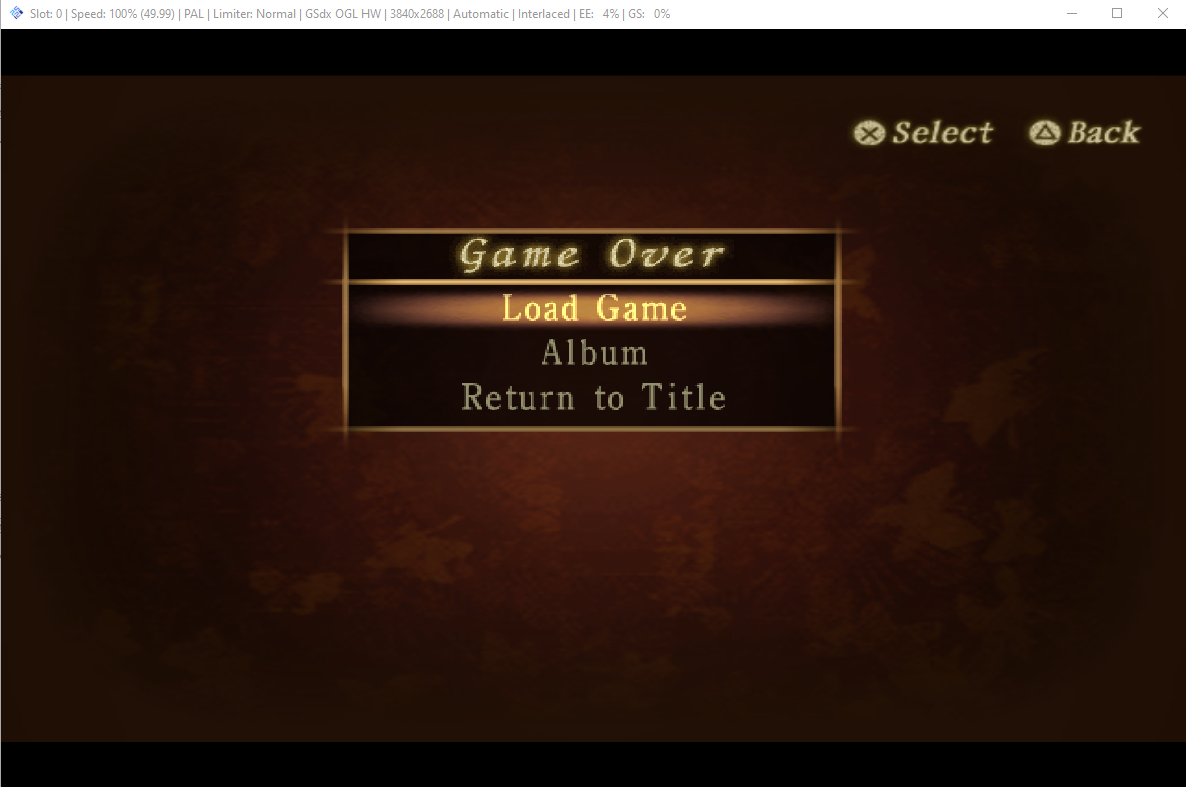 Slot: 0 | Speed: 100% (49.99) | PAL | Limiter: Normal | GSdx OGL HW | 3840x2688 | Automatic | Interlaced | EE: 4% | GS: 0%
Select Back
Game Over
Load Game
Album
Return to Title